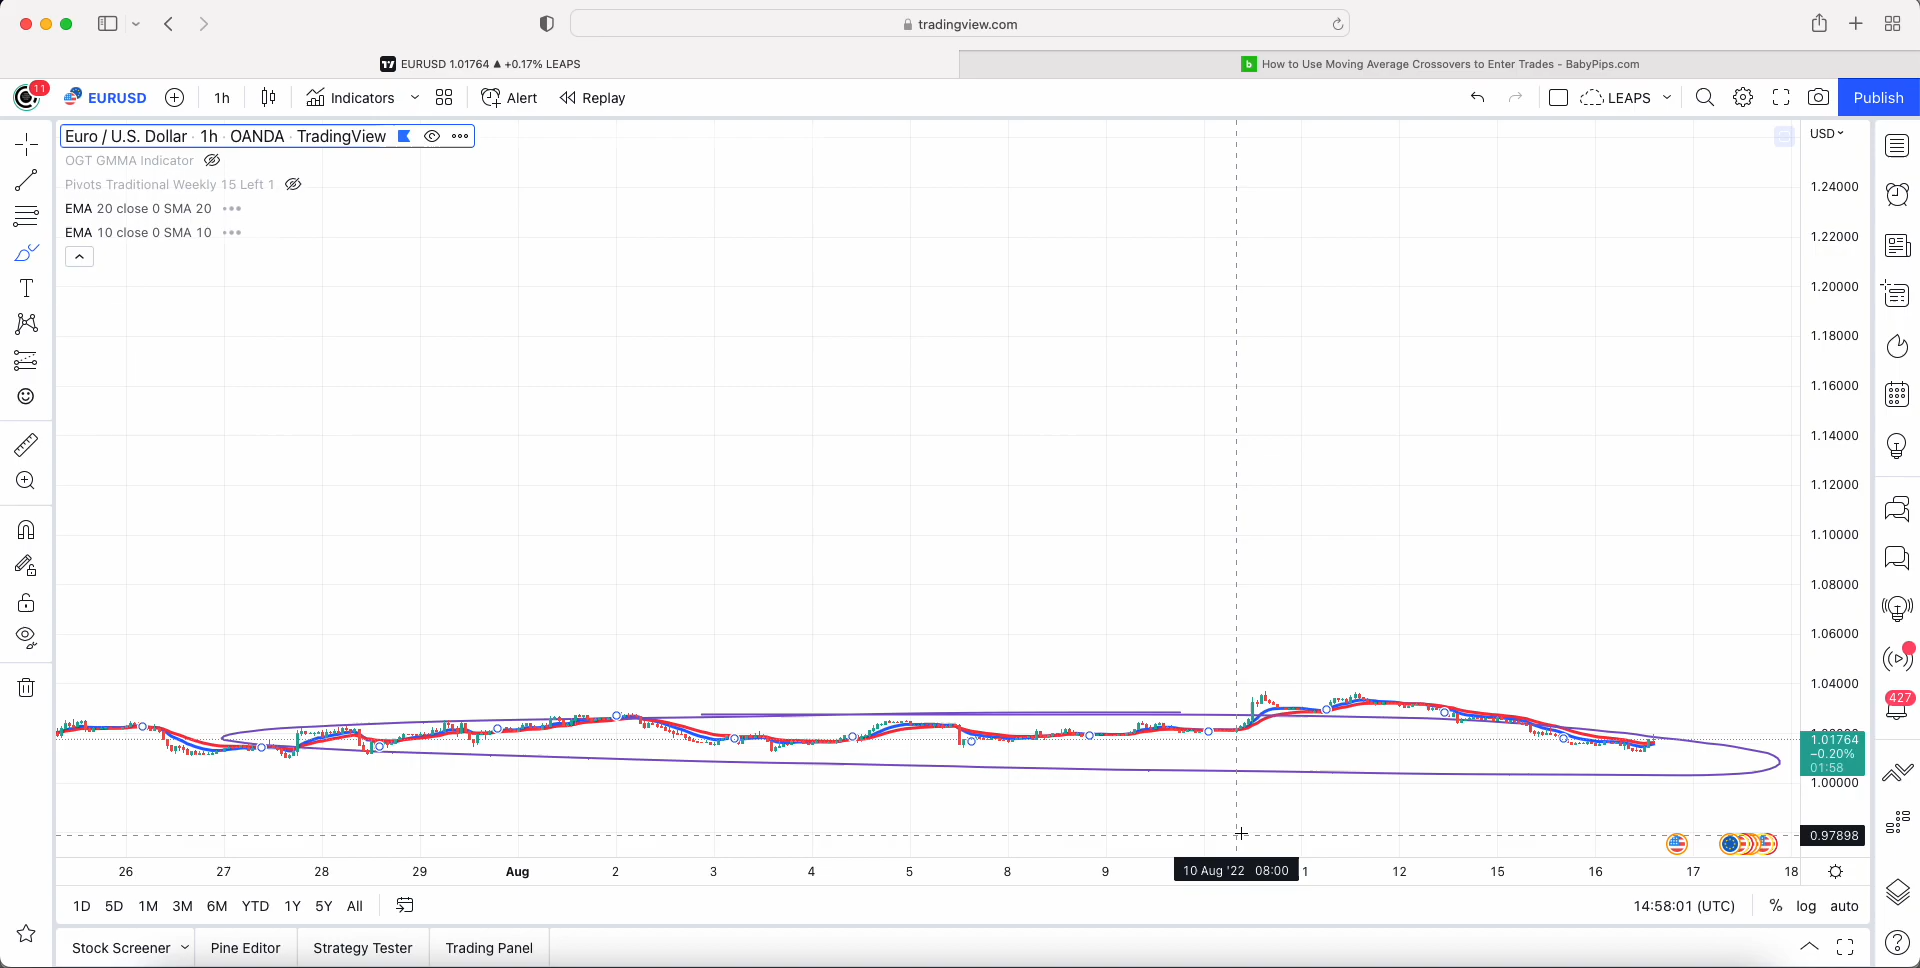 tradingview.com
EURUSD 1.01764 ▲ +0.17% LEAPS
How to Use Moving Average Crossovers to Enter Trades - BabyPips.com
11
EURUSD
1h
Indicators
Alert
Replay
LEAPS
Publish
Euro / U.S. Dollar · 1h · OANDA · TradingView
USD
OGT GMMA Indicator
Pivots Traditional Weekly 15 Left 1
EMA 20 close 0 SMA 20
EMA 10 close 0 SMA 10
1.24000
1.22000
1.20000
1.18000
1.16000
1.14000
1.12000
1.10000
1.08000
1.06000
1.04000
1.01764
−0.20%
01:58
1.00000
0.97898
427
26 27 28 29 Aug 2 3 4 5 8 9 10 Aug '22 08:00 1 12 15 16 17 18
1D 5D 1M 3M 6M YTD 1Y 5Y All
14:58:01 (UTC)
% log auto
Stock Screener
Pine Editor
Strategy Tester
Trading Panel